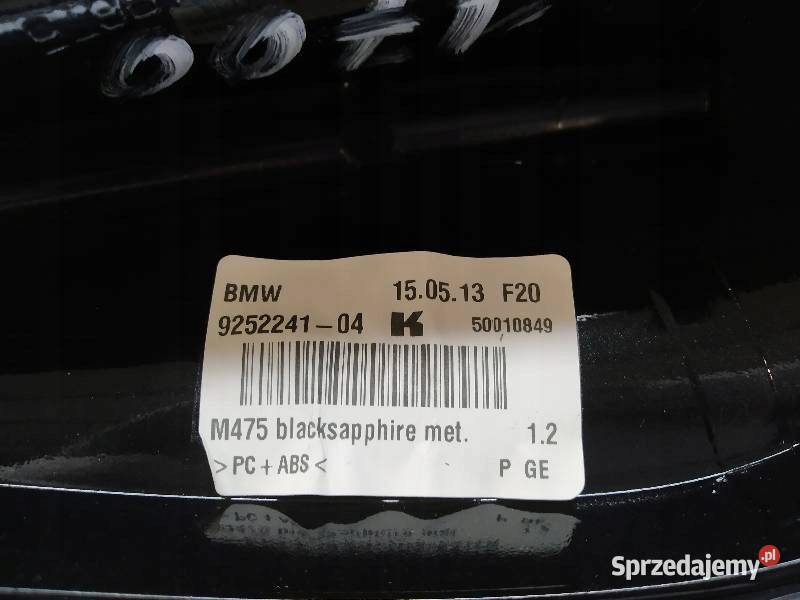 BMW 15.05.13 F20
9252241-04 K 50010849
M475 blacksapphire met. 1.2
>PC+ABS< P GE
Sprzedajemy.pl